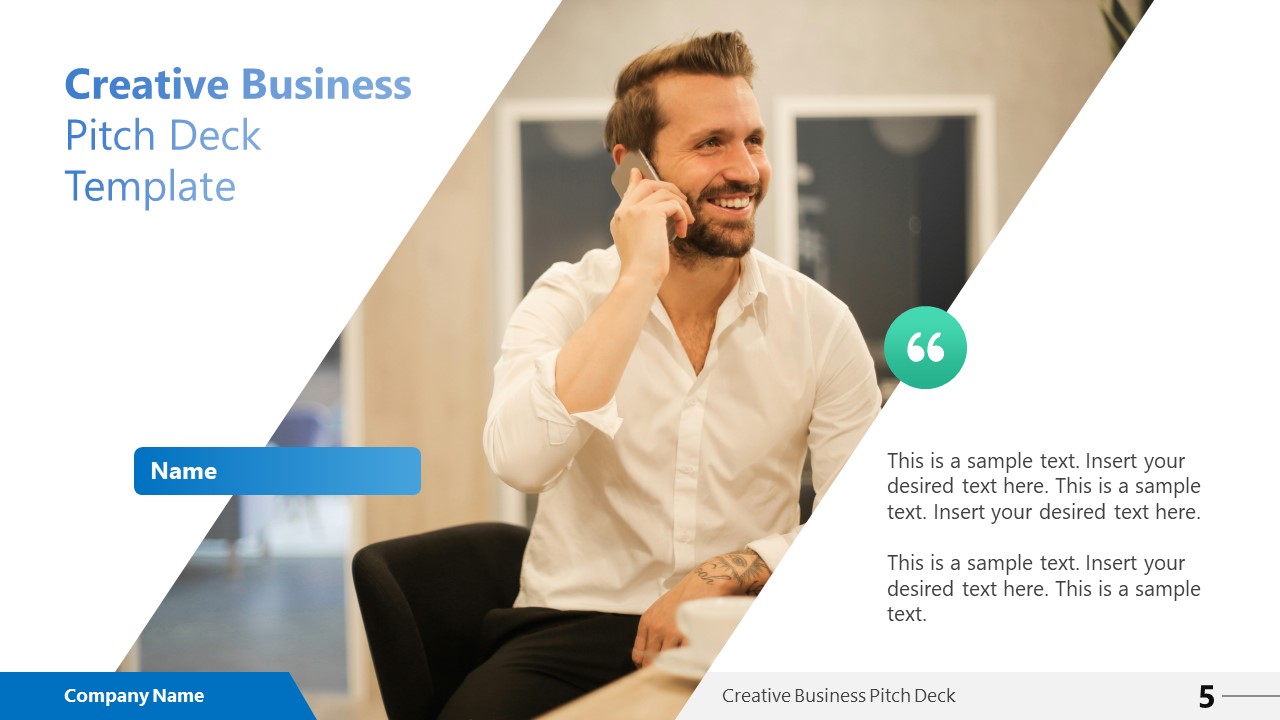 Creative Business
Pitch Deck
Template
“
Name
This is a sample text. Insert your
desired text here. This is a sample
text. Insert your desired text here.
This is a sample text. Insert your
desired text here. This is a sample
text.
Company Name
Creative Business Pitch Deck
5